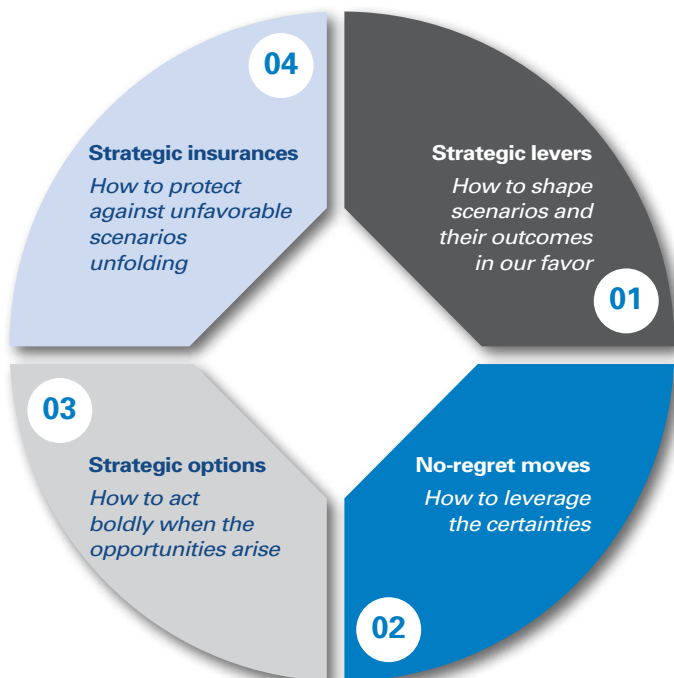 04
Strategic insurances
How to protect
against unfavorable
scenarios
unfolding
Strategic levers
How to shape
scenarios and
their outcomes
in our favor
01
03
Strategic options
How to act
boldly when the
opportunities arise
No-regret moves
How to leverage
the certainties
02